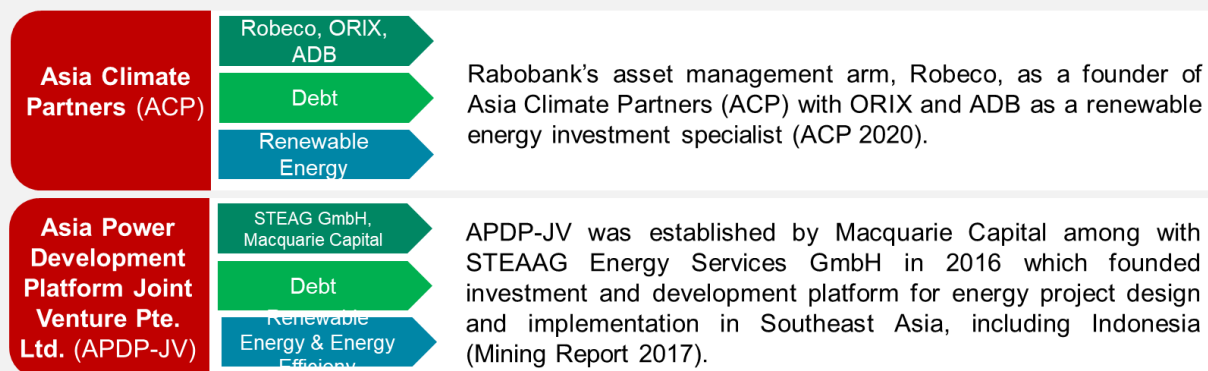 Asia Climate
Partners (ACP)
Robeco, ORIX,
ADB
Debt
Renewable
Energy
Rabobank's asset management arm, Robeco, as a founder of
Asia Climate Partners (ACP) with ORIX and ADB as a renewable
energy investment specialist (ACP 2020).
Asia Power
Development
Platform Joint
Venture Pte.
Ltd. (APDP-JV)
STEAG GmbH,
Macquarie Capital
Debt
Renewable
Energy & Energy
Efficieny
APDP-JV was established by Macquarie Capital among with
STEAAG Energy Services GmbH in 2016 which founded
investment and development platform for energy project design
and implementation in Southeast Asia, including Indonesia
(Mining Report 2017).